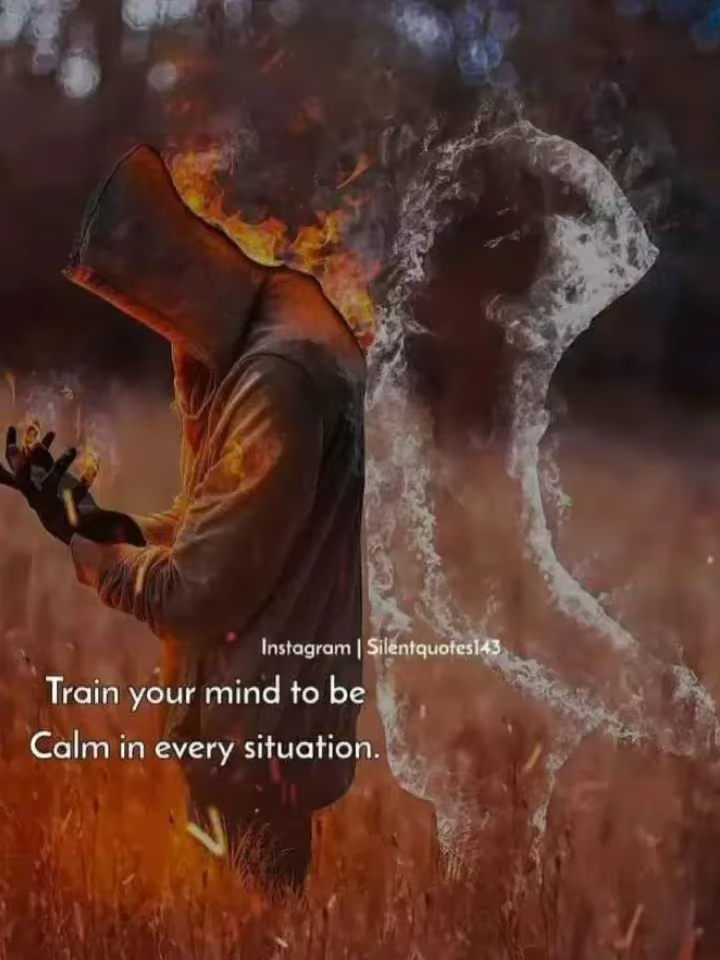 Instagram | Silentquotes143
Train your mind to be
Calm in every situation.